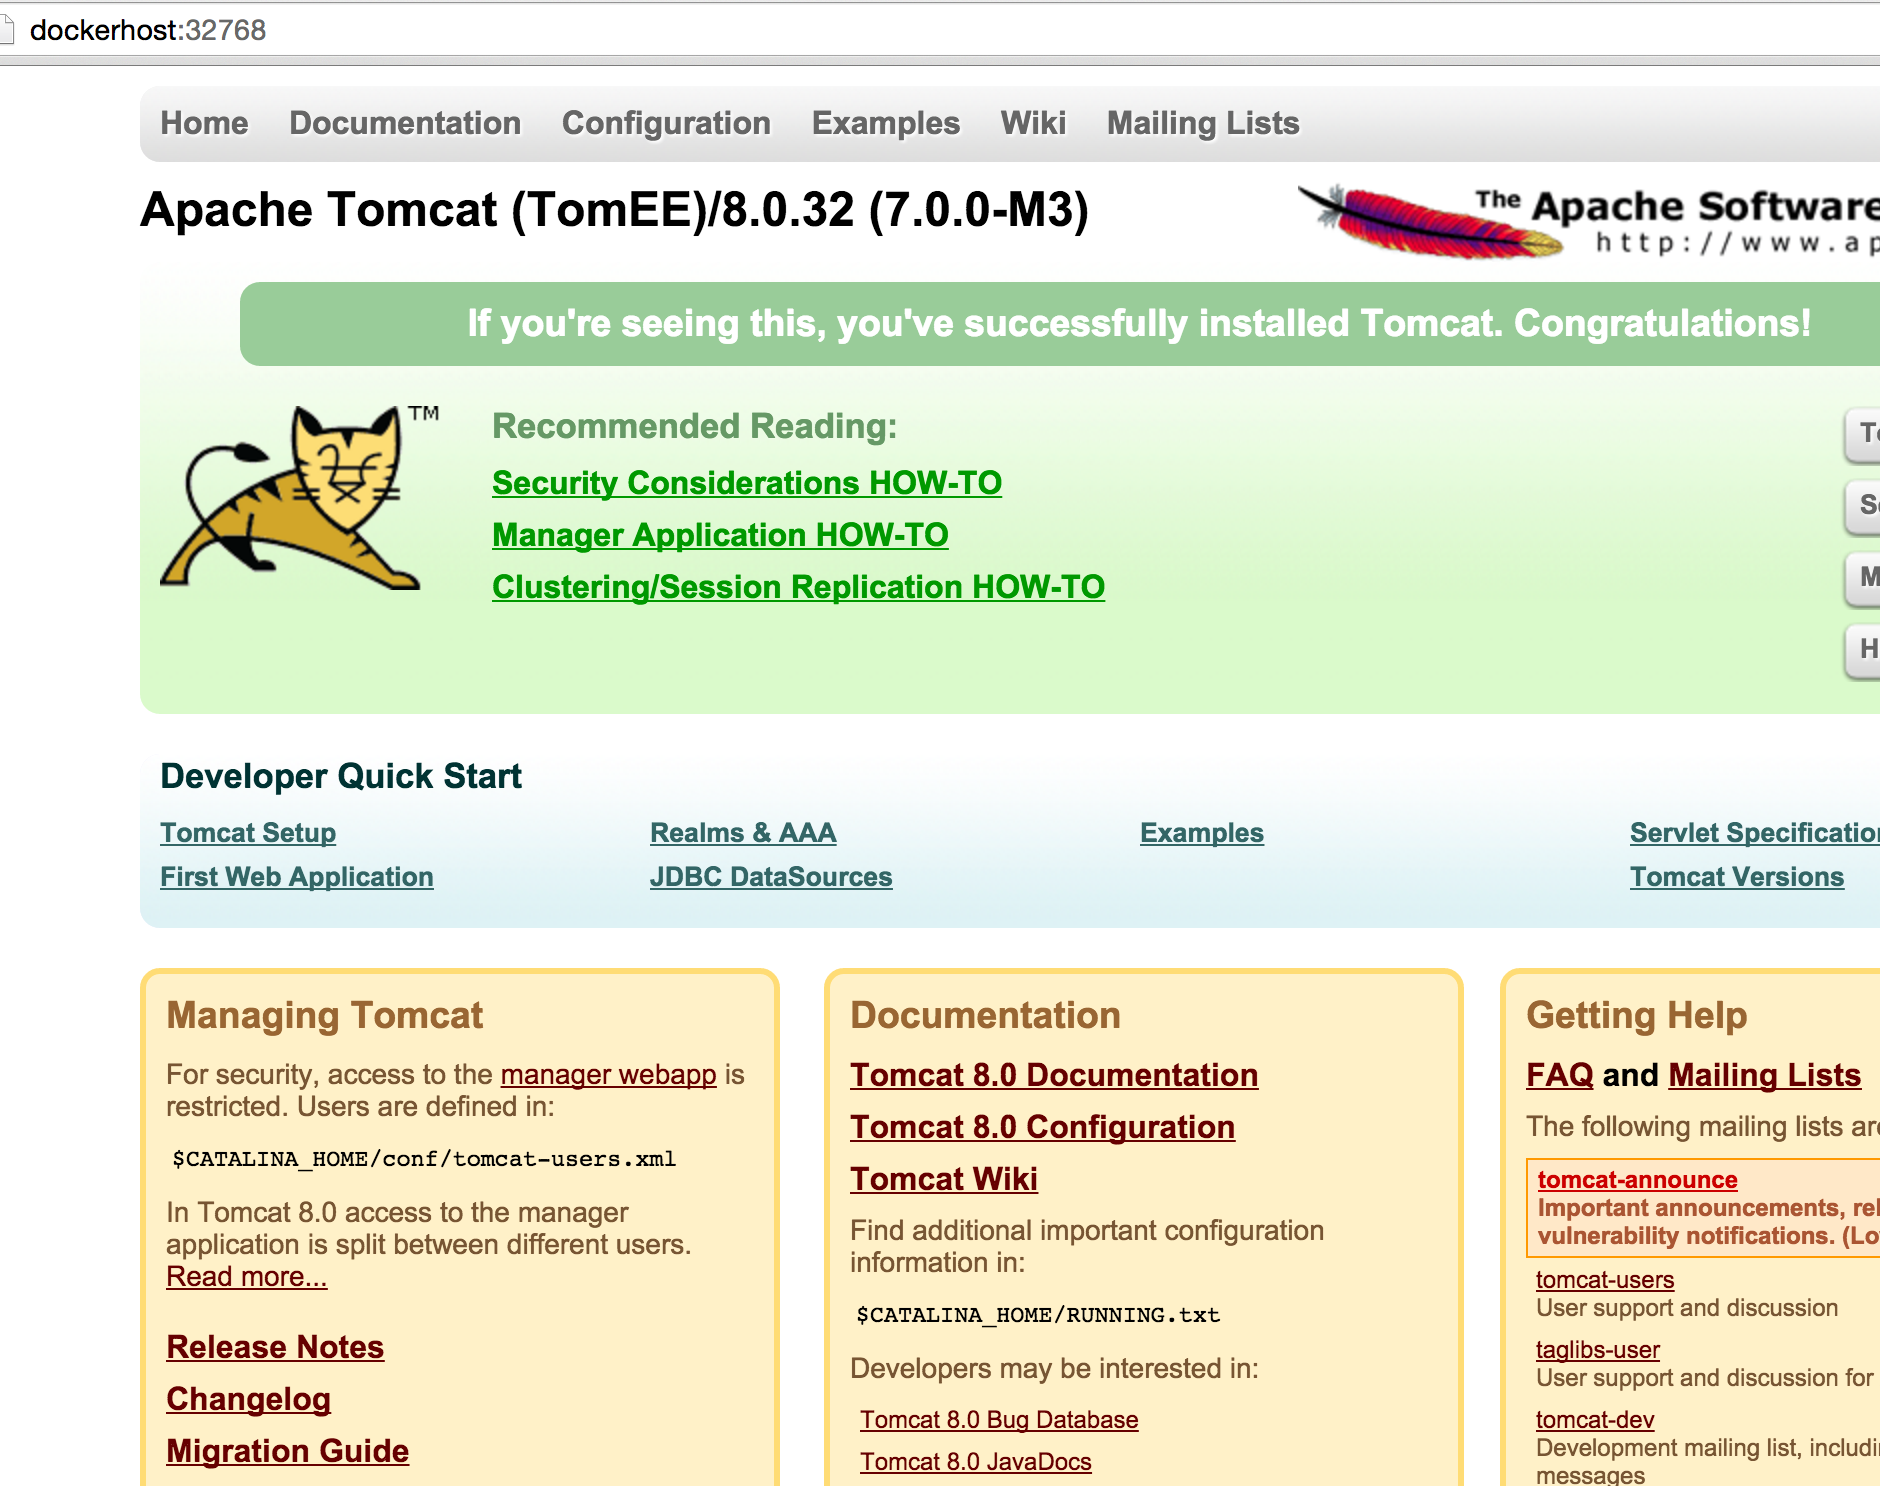 dockerhost:32768
Home Documentation Configuration Examples Wiki Mailing Lists
Apache Tomcat (TomEE)/8.0.32 (7.0.0-M3)
The Apache Software
http://www.ap
If you're seeing this, you've successfully installed Tomcat. Congratulations!
TM
Recommended Reading:
Security Considerations HOW-TO
Manager Application HOW-TO
Clustering/Session Replication HOW-TO
Developer Quick Start
Tomcat Setup
First Web Application
Realms & AAA
JDBC DataSources
Examples
Servlet Specification
Tomcat Versions
Managing Tomcat
For security, access to the manager webapp is
restricted. Users are defined in:
$CATALINA_HOME/conf/tomcat-users.xml
In Tomcat 8.0 access to the manager
application is split between different users.
Read more...
Release Notes
Changelog
Migration Guide
Documentation
Tomcat 8.0 Documentation
Tomcat 8.0 Configuration
Tomcat Wiki
Find additional important configuration
information in:
$CATALINA_HOME/RUNNING.txt
Developers may be interested in:
Tomcat 8.0 Bug Database
Tomcat 8.0 JavaDocs
Getting Help
FAQ and Mailing Lists
The following mailing lists are
tomcat-announce
Important announcements, rel
vulnerability notifications. (Lo
tomcat-users
User support and discussion
taglibs-user
User support and discussion for
tomcat-dev
Development mailing list, includi
messages